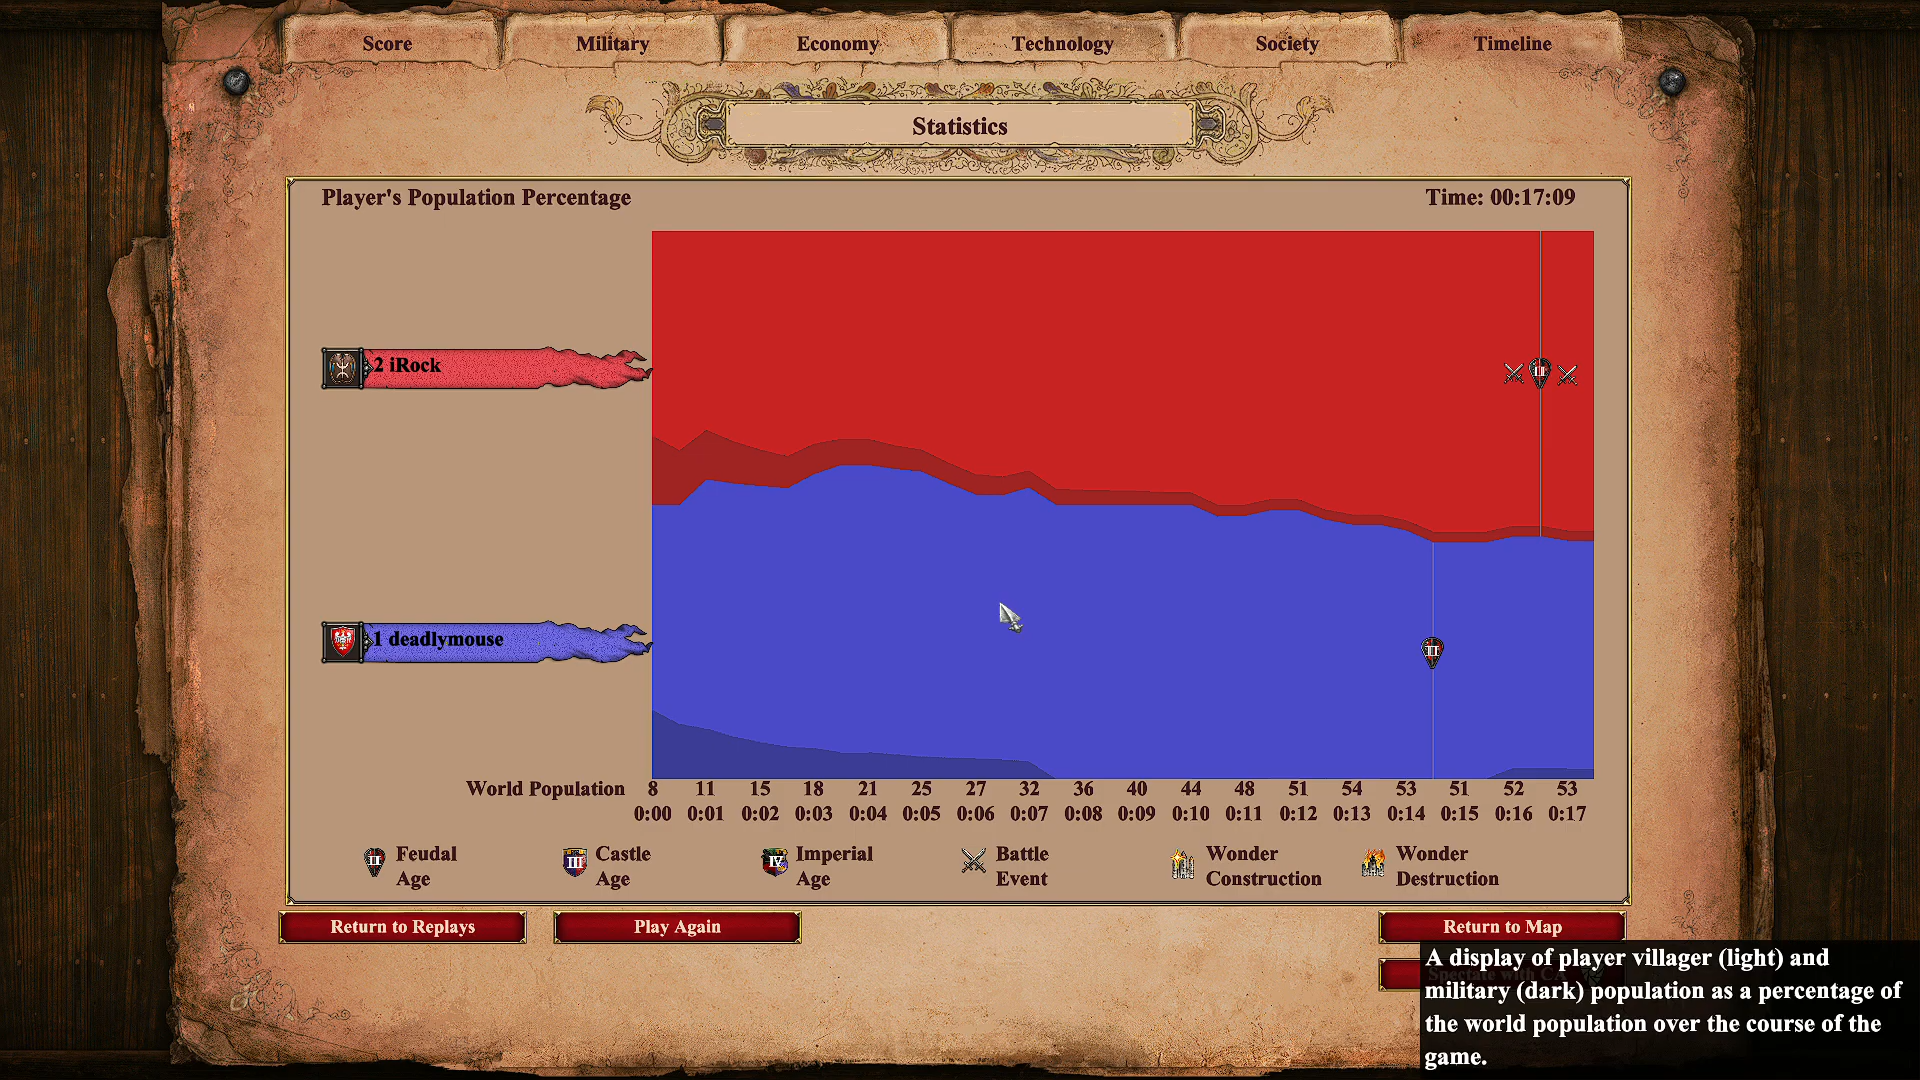 Score Military Economy Technology Society Timeline
Statistics
Player's Population Percentage Time: 00:17:09
2 iRock
1 deadlymouse
World Population 8 11 15 18 21 25 27 32 36 40 44 48 51 54 53 51 52 53
0:00 0:01 0:02 0:03 0:04 0:05 0:06 0:07 0:08 0:09 0:10 0:11 0:12 0:13 0:14 0:15 0:16 0:17
Feudal Castle Imperial Battle Wonder Wonder
Age Age Age Event Construction Destruction
Return to Replays Play Again Return to Map
Spectate with CA
A display of player villager (light) and
military (dark) population as a percentage of
the world population over the course of the
game.